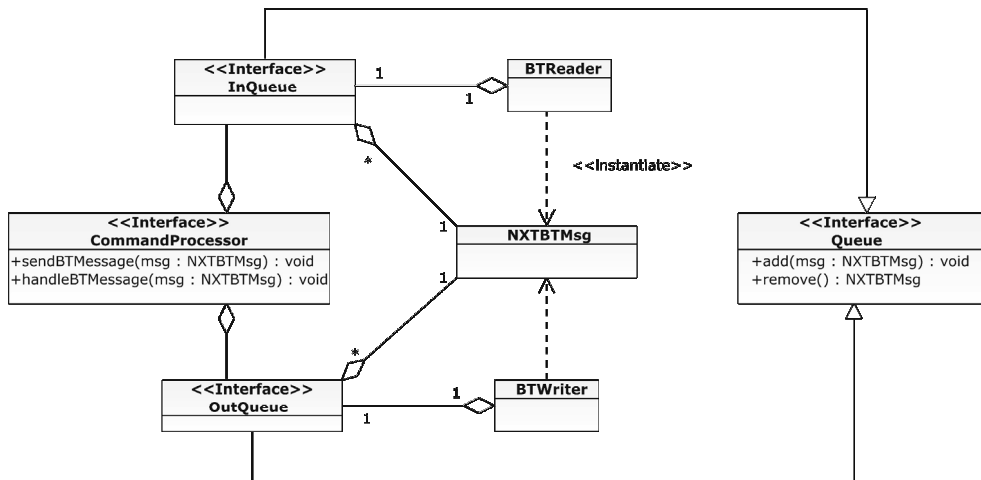 <<Interface>>
InQueue
1
1
BTReader
*
<<Instantiate>>
<<Interface>>
CommandProcessor
+sendBTMessage(msg : NXTBTMsg) : void
+handleBTMessage(msg : NXTBTMsg) : void
1
NXTBTMsg
1
<<Interface>>
Queue
+add(msg : NXTBTMsg) : void
+remove() : NXTBTMsg
*
<<Interface>>
OutQueue
1
1
BTWriter